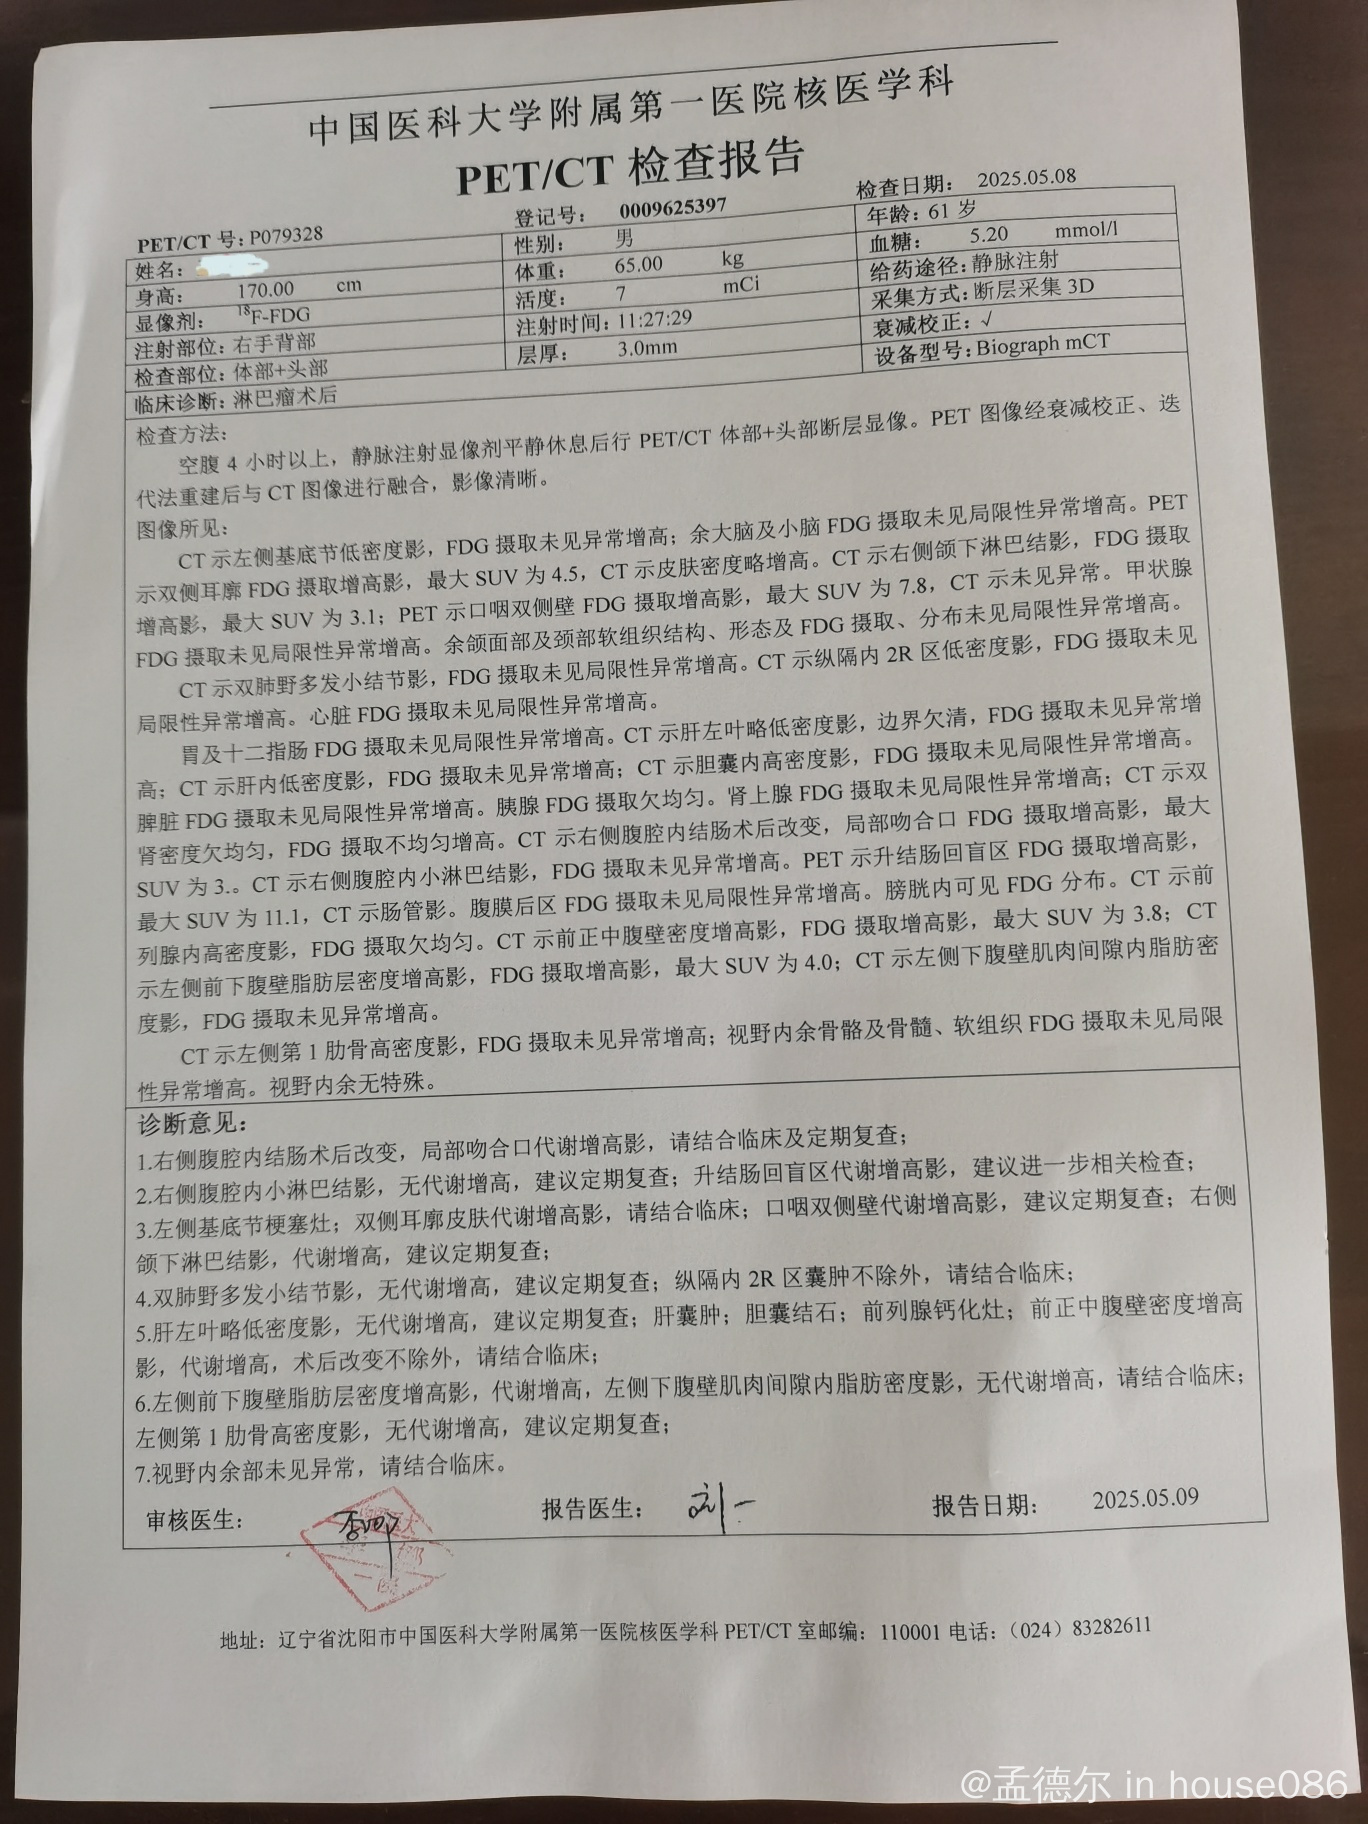 中国医科大学附属第一医院核医学科
PET/CT 检查报告
检查日期： 2025.05.08
PET/CT 号: P079328 登记号： 0009625397
姓名： 性别： 男 年龄: 61 岁
身高： 170.00 cm 体重： 65.00 kg 血糖： 5.20 mmol/l
显像剂： 18F-FDG 活度： 7 mCi 给药途径: 静脉注射
注射部位: 右手背部 注射时间: 11:27:29 采集方式: 断层采集 3D
检查部位: 体部+头部 层厚： 3.0mm 衰减校正: √
临床诊断: 淋巴瘤术后 设备型号: Biograph mCT
检查方法：
空腹 4 小时以上，静脉注射显像剂平静休息后行 PET/CT 体部+头部断层显像。PET 图像经衰减校正、迭
代法重建后与 CT 图像进行融合，影像清晰。
图像所见：
CT 示左侧基底节低密度影，FDG 摄取未见异常增高；余大脑及小脑 FDG 摄取未见局限性异常增高。PET
示双侧耳廓 FDG 摄取增高影，最大 SUV 为 4.5，CT 示皮肤密度略增高。CT 示右侧颌下淋巴结影，FDG 摄取
增高影，最大 SUV 为 3.1；PET 示口咽双侧壁 FDG 摄取增高影，最大 SUV 为 7.8，CT 示未见异常。甲状腺
FDG 摄取未见局限性异常增高。余颌面部及颈部软组织结构、形态及 FDG 摄取、分布未见局限性异常增高。
CT 示双肺野多发小结节影，FDG 摄取未见局限性异常增高。CT 示纵隔内 2R 区低密度影，FDG 摄取未见
局限性异常增高。心脏 FDG 摄取未见局限性异常增高。
胃及十二指肠 FDG 摄取未见局限性异常增高。CT 示肝左叶略低密度影，边界欠清，FDG 摄取未见异常增
高；CT 示肝内低密度影，FDG 摄取未见异常增高；CT 示胆囊内高密度影，FDG 摄取未见局限性异常增高。
脾脏 FDG 摄取未见局限性异常增高。胰腺 FDG 摄取欠均匀。肾上腺 FDG 摄取未见局限性异常增高；CT 示双
肾密度欠均匀，FDG 摄取不均匀增高。CT 示右侧腹腔内结肠术后改变，局部吻合口 FDG 摄取增高影，最大
SUV 为 3.。CT 示右侧腹腔内小淋巴结影，FDG 摄取未见异常增高。PET 示升结肠回盲区 FDG 摄取增高影，
最大 SUV 为 11.1，CT 示肠管影。腹膜后区 FDG 摄取未见局限性异常增高。膀胱内可见 FDG 分布。CT 示前
列腺内高密度影，FDG 摄取欠均匀。CT 示前正中腹壁密度增高影，FDG 摄取增高影，最大 SUV 为 3.8；CT
示左侧前下腹壁脂肪层密度增高影，FDG 摄取增高影，最大 SUV 为 4.0；CT 示左侧下腹壁肌肉间隙内脂肪密
度影，FDG 摄取未见异常增高。
CT 示左侧第 1 肋骨高密度影，FDG 摄取未见异常增高；视野内余骨骼及骨髓、软组织 FDG 摄取未见局限
性异常增高。视野内余无特殊。
诊断意见：
1.右侧腹腔内结肠术后改变，局部吻合口代谢增高影，请结合临床及定期复查；
2.右侧腹腔内小淋巴结影，无代谢增高，建议定期复查；升结肠回盲区代谢增高影，建议进一步相关检查；
3.左侧基底节梗塞灶；双侧耳廓皮肤代谢增高影，请结合临床；口咽双侧壁代谢增高影，建议定期复查；右侧
颌下淋巴结影，代谢增高，建议定期复查；
4.双肺野多发小结节影，无代谢增高，建议定期复查；纵隔内 2R 区囊肿不除外，请结合临床；
5.肝左叶略低密度影，无代谢增高，建议定期复查；肝囊肿；胆囊结石；前列腺钙化灶；前正中腹壁密度增高
影，代谢增高，术后改变不除外，请结合临床；
6.左侧前下腹壁脂肪层密度增高影，代谢增高，左侧下腹壁肌肉间隙内脂肪密度影，无代谢增高，请结合临床；
左侧第 1 肋骨高密度影，无代谢增高，建议定期复查；
7.视野内余部未见异常，请结合临床。
审核医生： 报告医生： 刘一 报告日期： 2025.05.09
地址：辽宁省沈阳市中国医科大学附属第一医院核医学科 PET/CT 室邮编：110001 电话：（024）83282611
@孟德尔 in house086